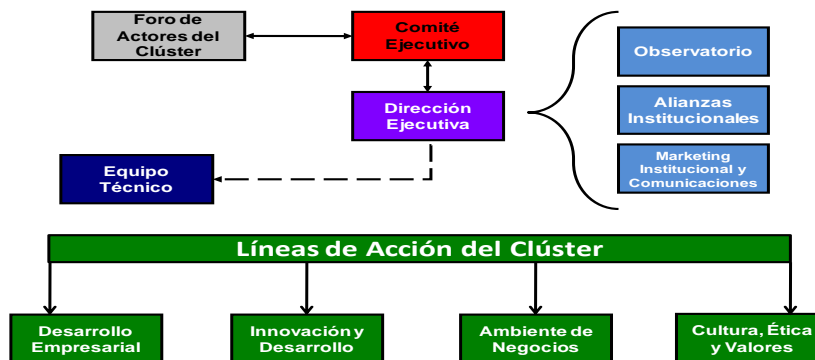 Foro de
Actores del
Clúster
Comité
Ejecutivo
Observatorio
Dirección
Ejecutiva
Alianzas
Institucionales
Equipo
Técnico
Marketing
Institucional y
Comunicaciones
Líneas de Acción del Clúster
Desarrollo
Empresarial
Innovación y
Desarrollo
Ambiente de
Negocios
Cultura, Ética
y Valores